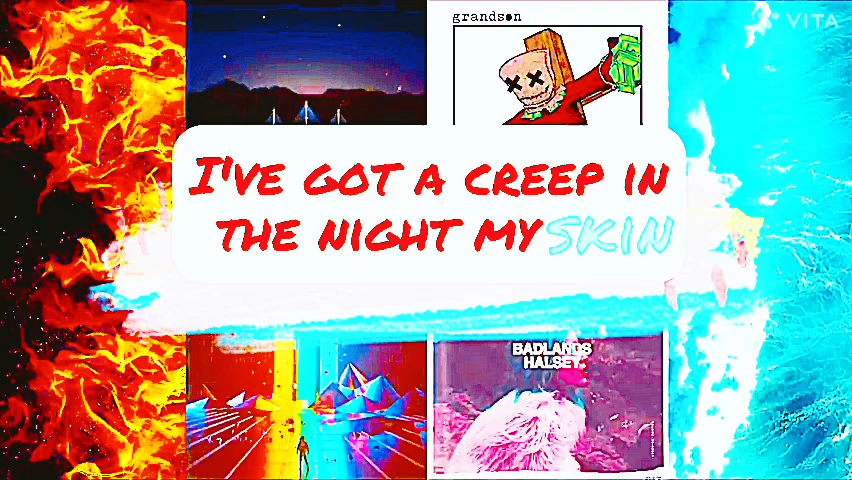 grandson
VITA
I'VE GOT A CREEP IN
THE NIGHT MY SKIN
BADLANDS
HALSEY